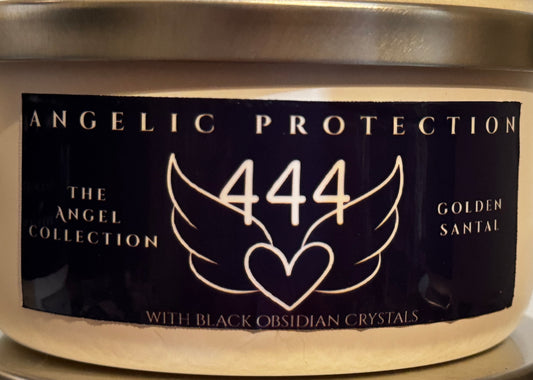 ANGELIC PROTECTION
444
THE
ANGEL
COLLECTION
GOLDEN
SANTAL
WITH BLACK OBSIDIAN CRYSTALS